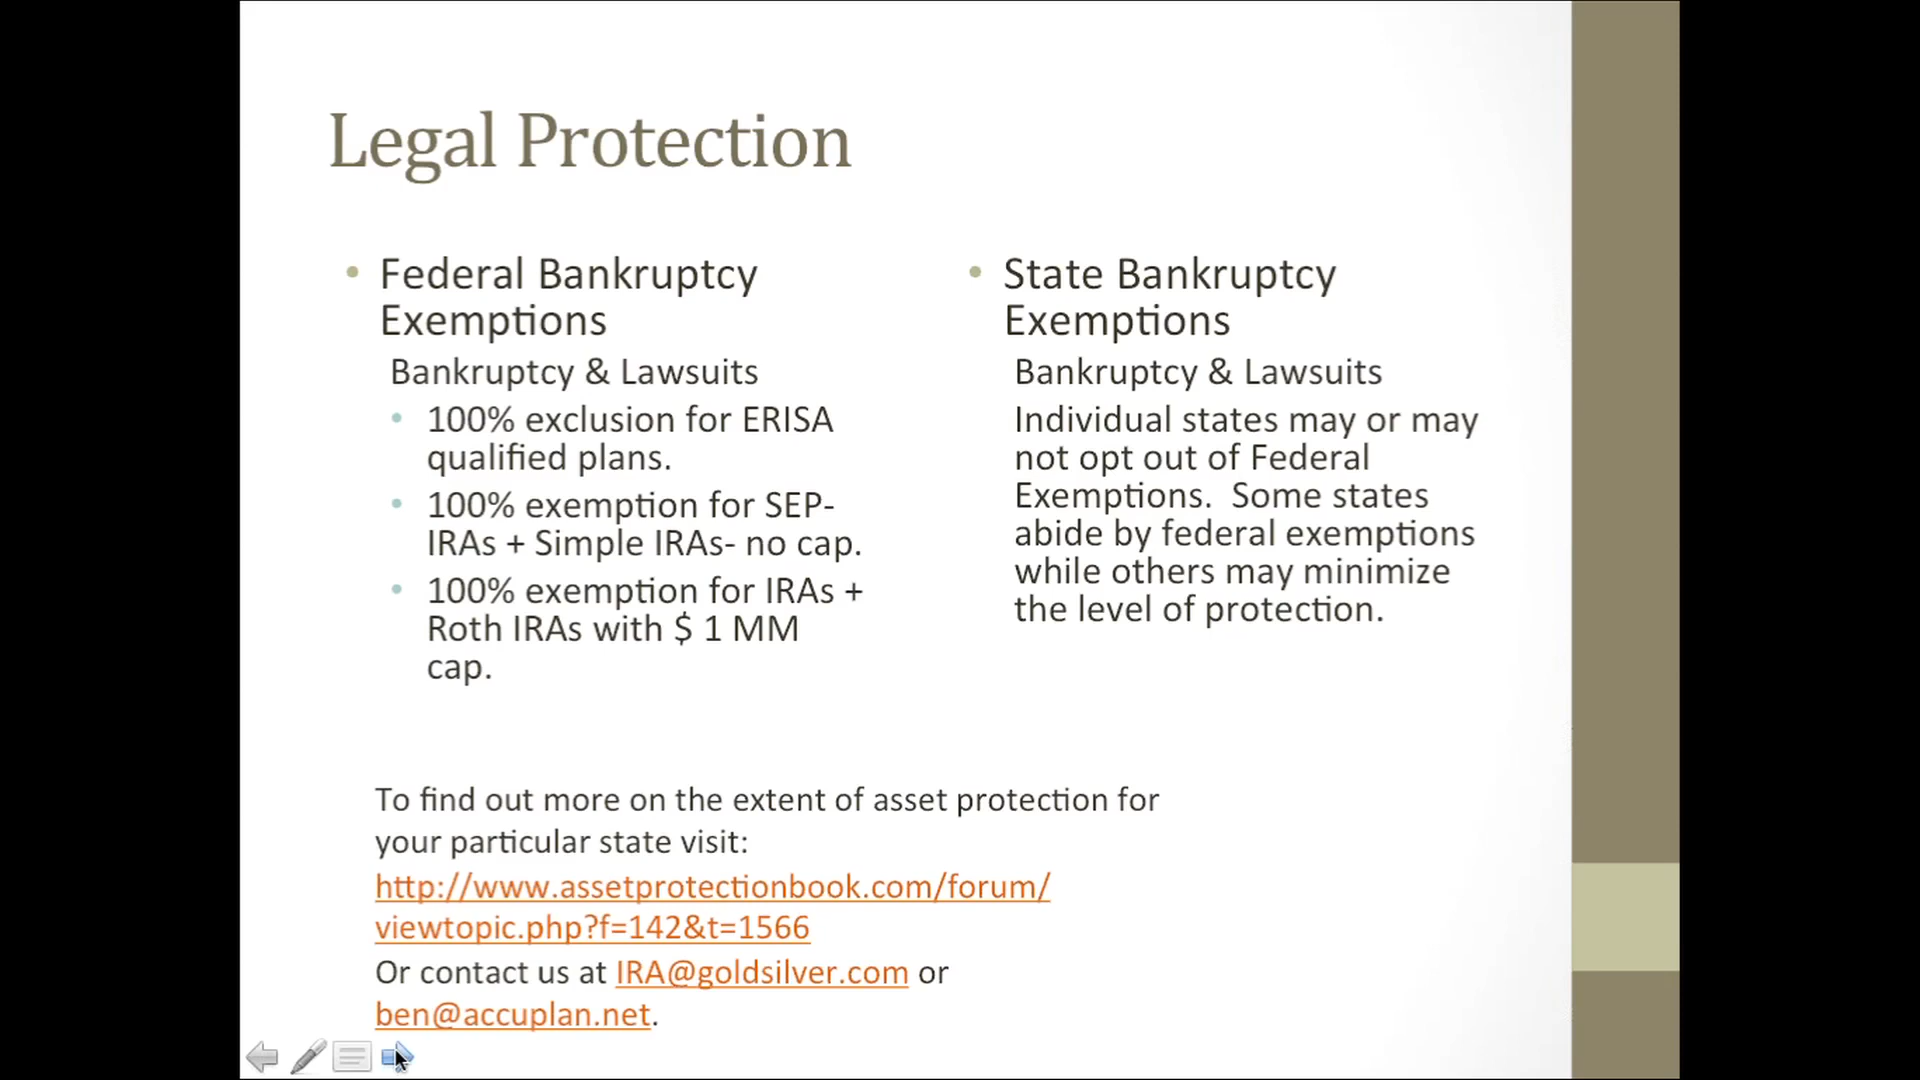 Legal Protection
• Federal Bankruptcy
Exemptions
Bankruptcy & Lawsuits
• 100% exclusion for ERISA
qualified plans.
• 100% exemption for SEP-
IRAs + Simple IRAs- no cap.
• 100% exemption for IRAs +
Roth IRAs with $ 1 MM
cap.
• State Bankruptcy
Exemptions
Bankruptcy & Lawsuits
Individual states may or may
not opt out of Federal
Exemptions.  Some states
abide by federal exemptions
while others may minimize
the level of protection.
To find out more on the extent of asset protection for
your particular state visit:
http://www.assetprotectionbook.com/forum/
viewtopic.php?f=142&t=1566
Or contact us at IRA@goldsilver.com or
ben@accuplan.net.